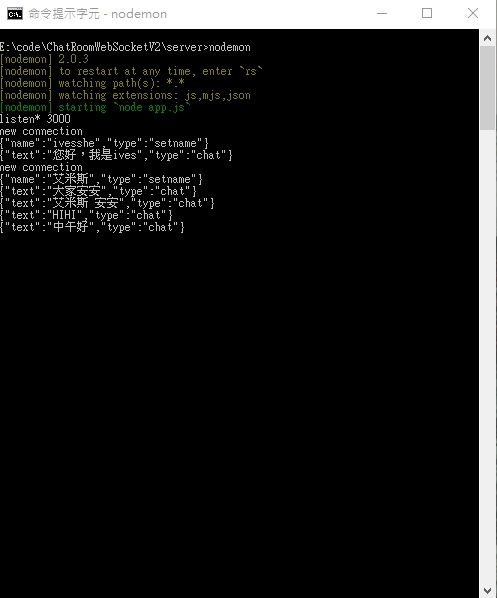 命令提示字元 - nodemon
E:\code\ChatRoomWebSocketV2\server>nodemon
[nodemon] 2.0.3
[nodemon] to restart at any time, enter `rs`
[nodemon] watching path(s): *.*
[nodemon] watching extensions: js,mjs,json
[nodemon] starting `node app.js`
listen* 3000
new connection
{"name":"ivesshe","type":"setname"}
{"text":"您好，我是ives","type":"chat"}
new connection
{"name":"艾米斯","type":"setname"}
{"text":"大家安安","type":"chat"}
{"text":"艾米斯 安安","type":"chat"}
{"text":"HIHI","type":"chat"}
{"text":"中午好","type":"chat"}